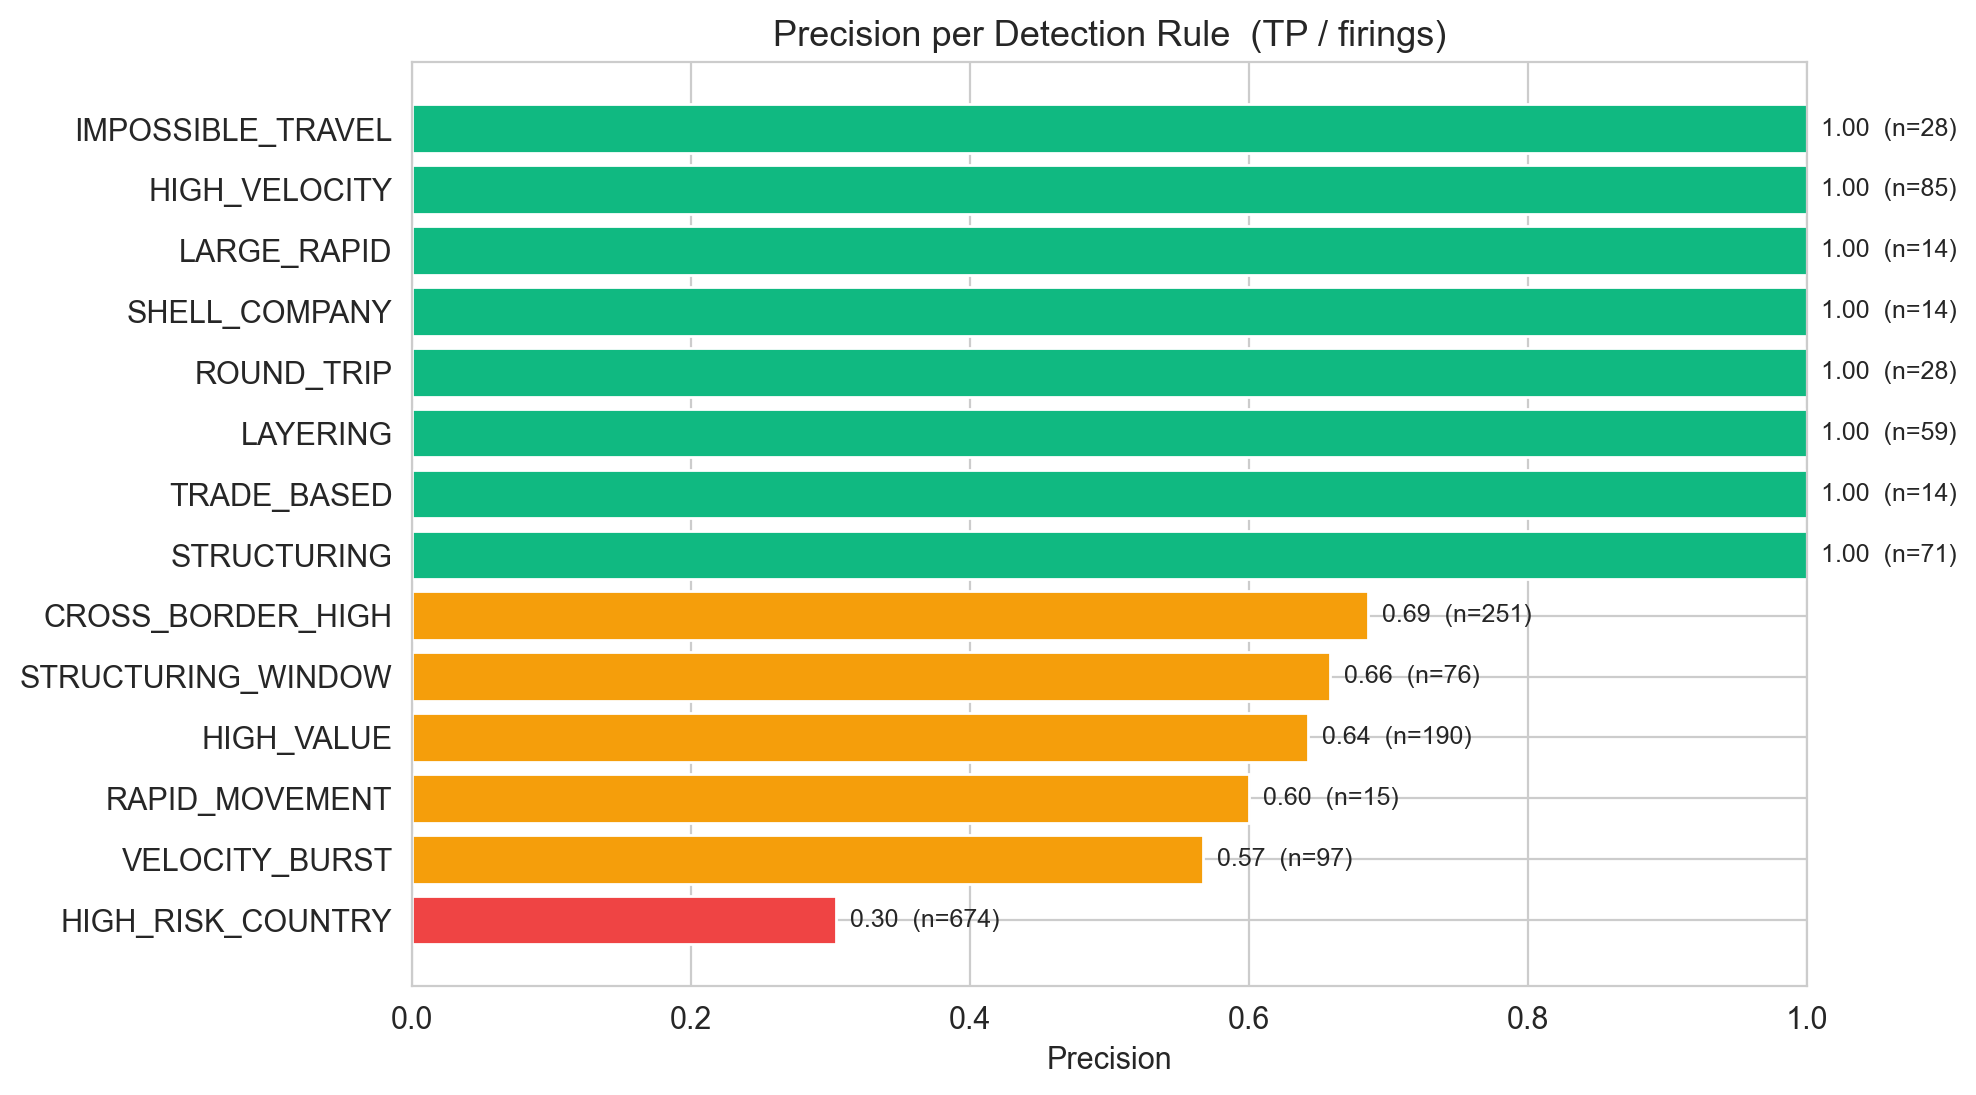 Precision per Detection Rule  (TP / firings)
IMPOSSIBLE_TRAVEL 1.00  (n=28)
HIGH_VELOCITY 1.00  (n=85)
LARGE_RAPID 1.00  (n=14)
SHELL_COMPANY 1.00  (n=14)
ROUND_TRIP 1.00  (n=28)
LAYERING 1.00  (n=59)
TRADE_BASED 1.00  (n=14)
STRUCTURING 1.00  (n=71)
CROSS_BORDER_HIGH 0.69  (n=251)
STRUCTURING_WINDOW 0.66  (n=76)
HIGH_VALUE 0.64  (n=190)
RAPID_MOVEMENT 0.60  (n=15)
VELOCITY_BURST 0.57  (n=97)
HIGH_RISK_COUNTRY 0.30  (n=674)
0.0 0.2 0.4 0.6 0.8 1.0
Precision